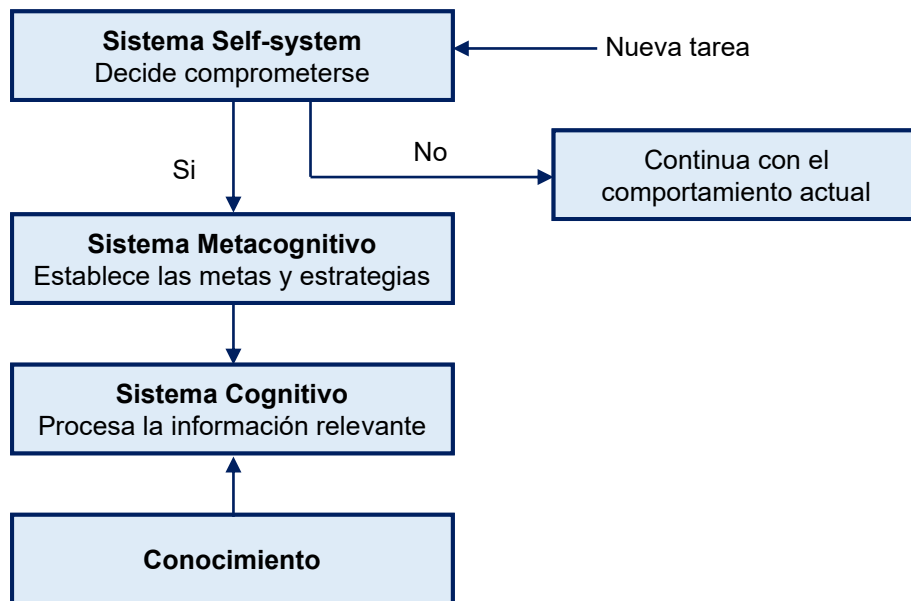 Sistema Self-system
Decide comprometerse
Nueva tarea
Si
No
Continua con el
comportamiento actual
Sistema Metacognitivo
Establece las metas y estrategias
Sistema Cognitivo
Procesa la información relevante
Conocimiento